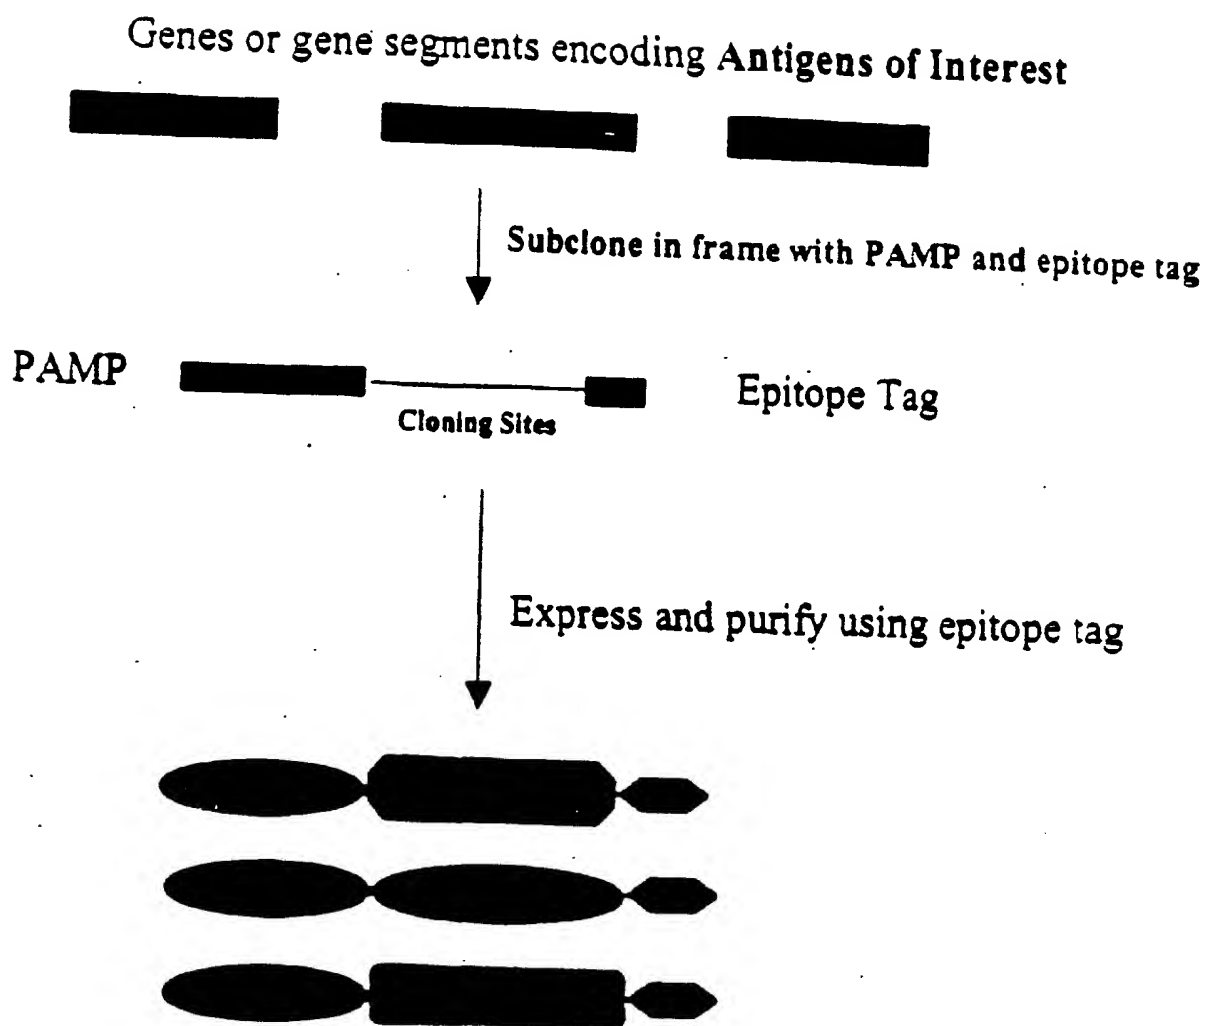 Genes or gene segments encoding Antigens of Interest
Subclone in frame with PAMP and epitope tag
PAMP
Epitope Tag
Cloning Sites
Express and purify using epitope tag